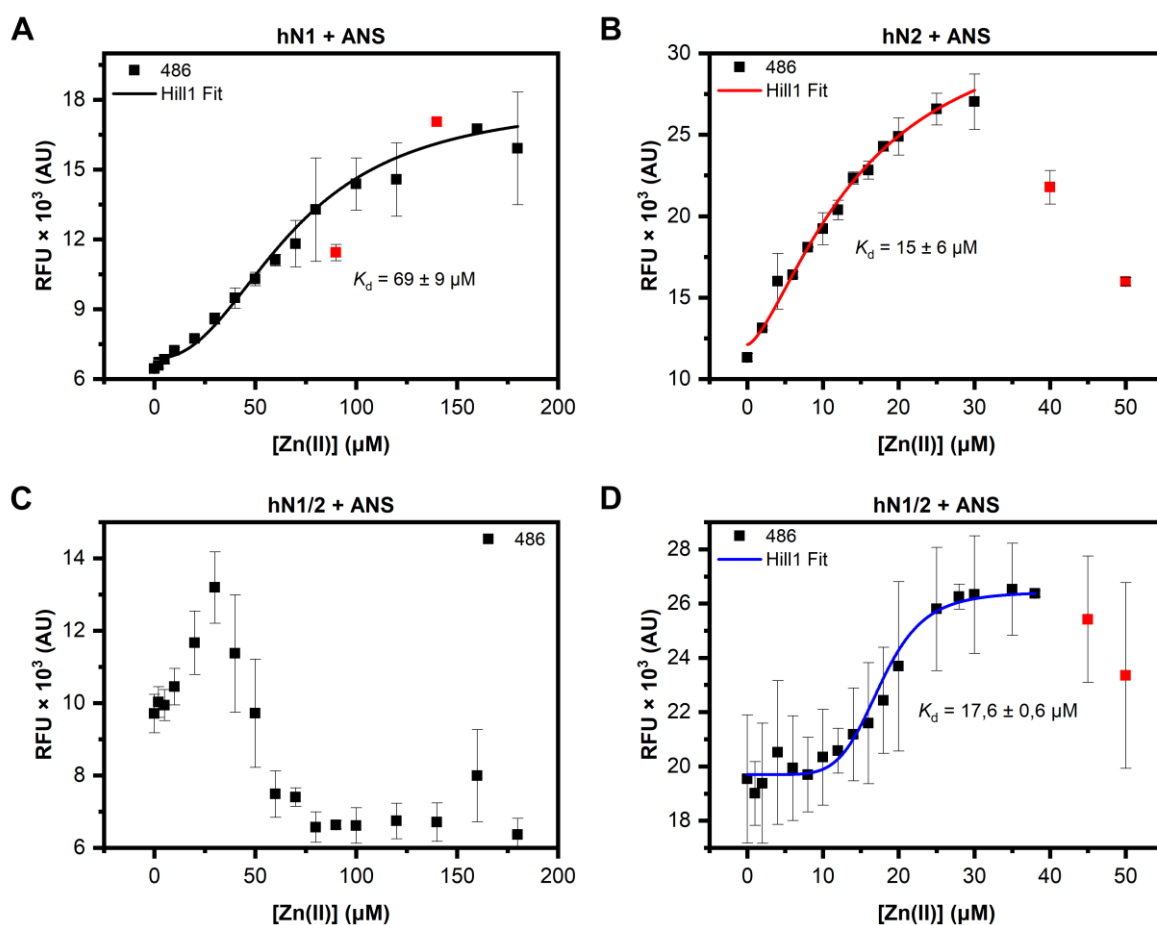 A
hN1 + ANS
486
Hill1 Fit
18
15
12
9
6
RFU × 10³ (AU)
Kd = 69 ± 9 µM
0
50
100
150
200
[Zn(II)] (µM)
B
hN2 + ANS
486
Hill1 Fit
30
25
20
15
10
RFU × 10³ (AU)
Kd = 15 ± 6 µM
0
10
20
30
40
50
[Zn(II)] (µM)
C
hN1/2 + ANS
486
14
12
10
8
6
RFU × 10³ (AU)
0
50
100
150
200
[Zn(II)] (µM)
D
hN1/2 + ANS
486
Hill1 Fit
28
26
24
22
20
18
RFU × 10³ (AU)
Kd = 17,6 ± 0,6 µM
0
10
20
30
40
50
[Zn(II)] (µM)